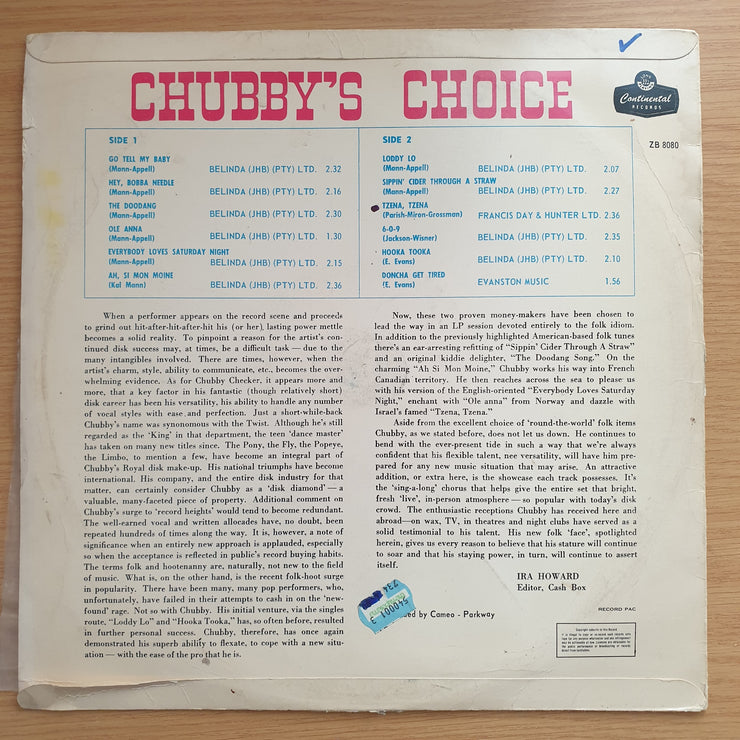 CHUBBY'S CHOICE
Continental
RECORDS
ZB 8080
SIDE 1
GO TELL MY BABY
(Mann-Appell) BELINDA (JHB) (PTY) LTD. 2.32
HEY, BOBBA NEEDLE
(Mann-Appell) BELINDA (JHB) (PTY) LTD. 2.16
THE DOODANG
(Mann-Appell) BELINDA (JHB) (PTY) LTD. 2.30
OLE ANNA
(Mann-Appell) BELINDA (JHB) (PTY) LTD. 1.30
EVERYBODY LOVES SATURDAY NIGHT
(Mann-Appell) BELINDA (JHB) (PTY) LTD. 2.15
AH, SI MON MOINE
(Kal Mann) BELINDA (JHB) (PTY) LTD. 2.36
SIDE 2
LODDY LO
(Mann-Appell) BELINDA (JHB) (PTY) LTD. 2.07
SIPPIN' CIDER THROUGH A STRAW
(Mann-Appell) BELINDA (JHB) (PTY) LTD. 2.27
TZENA, TZENA
(Parish-Miron-Grossman) FRANCIS DAY & HUNTER LTD. 2.36
6-0-9
(Jackson-Wisner) BELINDA (JHB) (PTY) LTD. 2.35
HOOKA TOOKA
(E. Evans) BELINDA (JHB) (PTY) LTD. 2.10
DONCHA GET TIRED
(E. Evans) EVANSTON MUSIC 1.56
When a performer appears on the record scene and proceeds
to grind out hit-after-hit-after-hit his (or her), lasting power mettle
becomes a solid reality. To pinpoint a reason for the artist's con-
tinued disk success may, at times, be a difficult task — due to the
many intangibles involved. There are times, however, when the
artist's charm, style, ability to communicate, etc., becomes the over-
whelming evidence. As for Chubby Checker, it appears more and
more, that a key factor in his fantastic (though relatively short)
disk career has been his versatility, his ability to handle any number
of vocal styles with ease and perfection. Just a short-while-back
Chubby's name was synonomous with the Twist. Although he's still
regarded as the 'King' in that department, the teen 'dance master'
has taken on many new titles since. The Pony, the Fly, the Popeye,
the Limbo, to mention a few, have become an integral part of
Chubby's Royal disk make-up. His national triumphs have become
international. His company, and the entire disk industry for that
matter, can certainly consider Chubby as a 'disk diamond' — a
valuable, many-faceted piece of property. Additional comment on
Chubby's surge to 'record heights' would tend to become redundant.
The well-earned vocal and written allocades have, no doubt, been
repeated hundreds of times along the way. It is, however, a note of
significance when an entirely new approach is applauded, especially
so when the acceptance is reflected in public's record buying habits.
The terms folk and hootenanny are, naturally, not new to the field
of music. What is, on the other hand, is the recent folk-hoot surge
in popularity. There have been many, many pop performers, who,
unfortunately, have failed in their attempts to cash in on the 'new-
found' rage. Not so with Chubby. His initial venture, via the singles
route, "Loddy Lo" and "Hooka Tooka," has, so often before, resulted
in further personal success. Chubby, therefore, has once again
demonstrated his superb ability to flexate, to cope with a new situ-
ation — with the ease of the pro that he is.
Now, these two proven money-makers have been chosen to
lead the way in an LP session devoted entirely to the folk idiom.
In addition to the previously highlighted American-based folk tunes
there's an ear-arresting refitting of "Sippin' Cider Through A Straw"
and an original kiddie delighter, "The Doodang Song." On the
charming "Ah Si Mon Moine," Chubby works his way into French
Canadian territory. He then reaches across the sea to please us
with his version of the English-oriented "Everybody Loves Saturday
Night," enchant with "Ole anna" from Norway and dazzle with
Israel's famed "Tzena, Tzena."
Aside from the excellent choice of 'round-the-world' folk items
Chubby, as we stated before, does not let us down. He continues to
bend with the ever-present tide in such a way that we're always
confident that his flexible talent, nee versatility, will have him pre-
pared for any new music situation that may arise. An attractive
addition, or extra here, is the showcase each track possesses. It's
the 'sing-a-long' chorus that helps give the entire set that bright,
fresh 'live', in-person atmosphere — so popular with today's disk
crowd. The enthusiastic receptions Chubby has received here and
abroad—on wax, TV, in theatres and night clubs have served as a
solid testimonial to his talent. His new folk 'face', spotlighted
herein, gives us every reason to believe that his stature will continue
to soar and that his staying power, in turn, will continue to assert
itself.
IRA HOWARD
Editor, Cash Box
by Cameo - Parkway
RECORD PAC